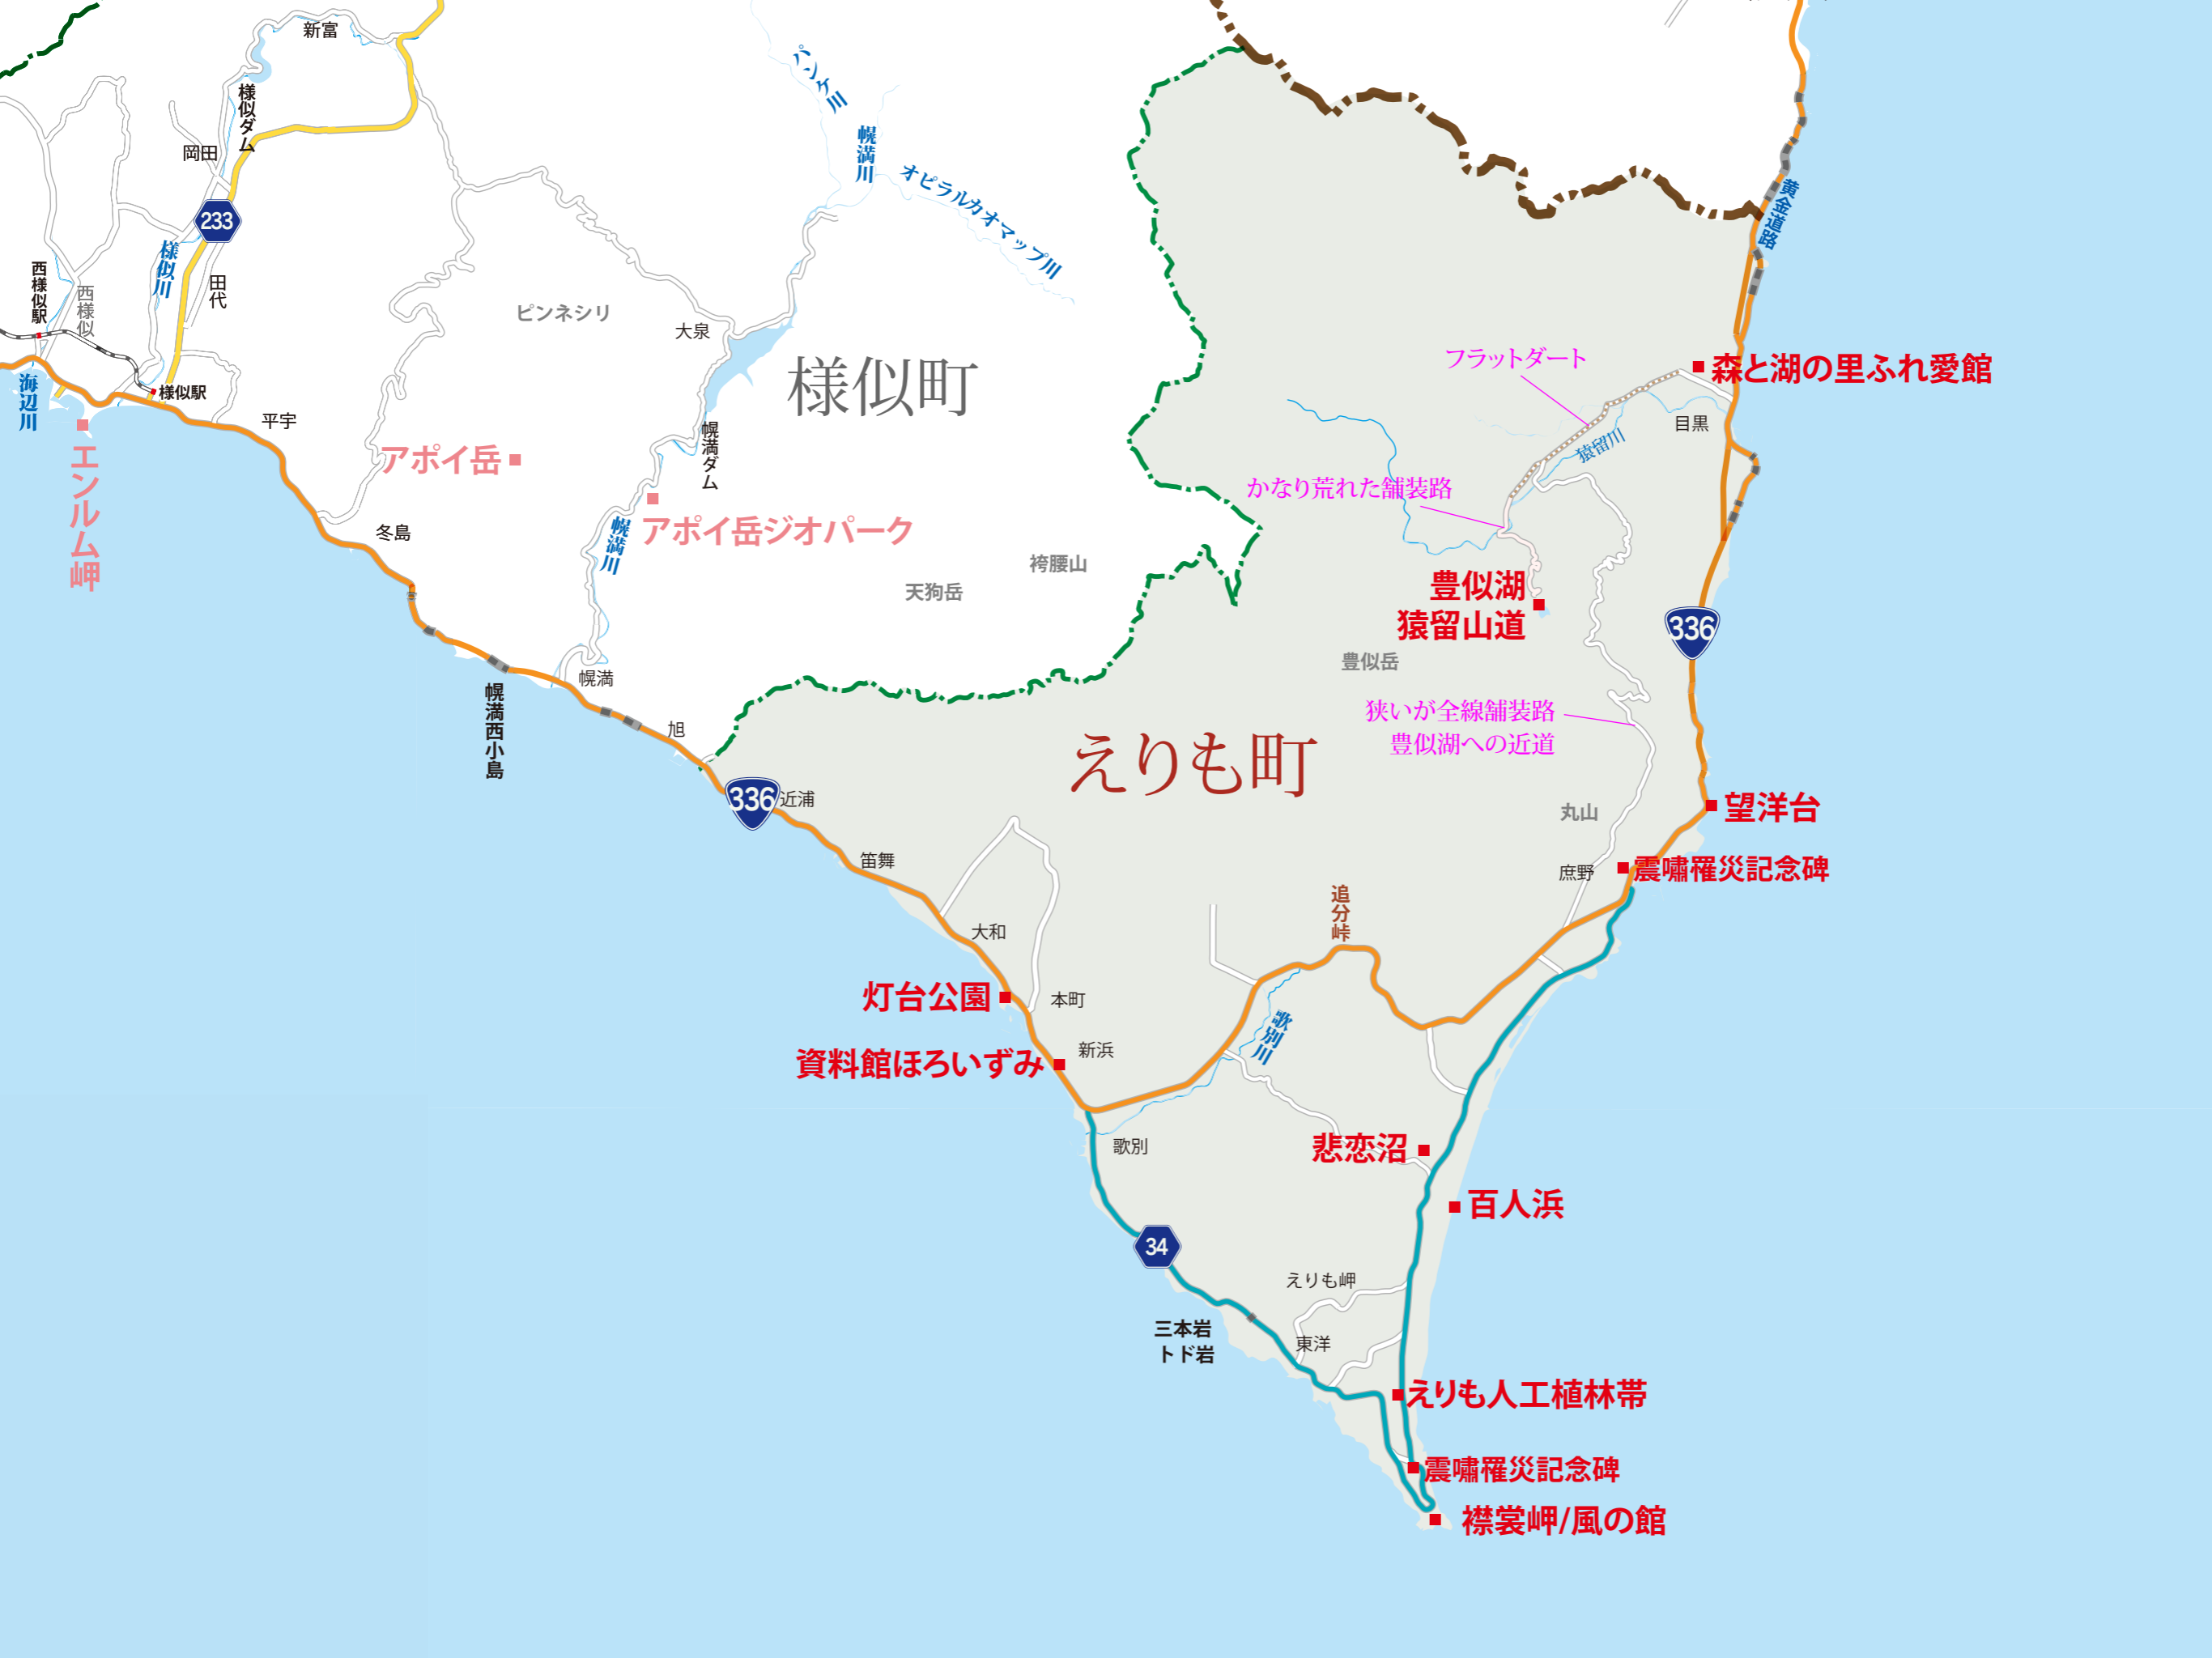 新富
様似ダム
岡田
233
様似川
田代
西様似駅
西様似
様似駅
海辺川
エンルム岬
平宇
アポイ岳
冬島
ピンネシリ
大泉
様似町
幌満ダム
アポイ岳ジオパーク
幌満川
パンケ川
幌満川
オピラルカオマップ川
袴腰山
天狗岳
幌満
幌満西小島
旭
336
近浦
笛舞
大和
灯台公園
本町
資料館ほろいずみ
新浜
えりも町
黄金道路
フラットダート
森と湖の里ふれ愛館
目黒
猿留川
かなり荒れた舗装路
豊似湖
猿留山道
336
豊似岳
狭いが全線舗装路
豊似湖への近道
丸山
望洋台
庶野
震嘯罹災記念碑
追分峠
歌別川
歌別
悲恋沼
百人浜
34
えりも岬
三本岩
トド岩
東洋
えりも人工植林帯
震嘯罹災記念碑
襟裳岬/風の館